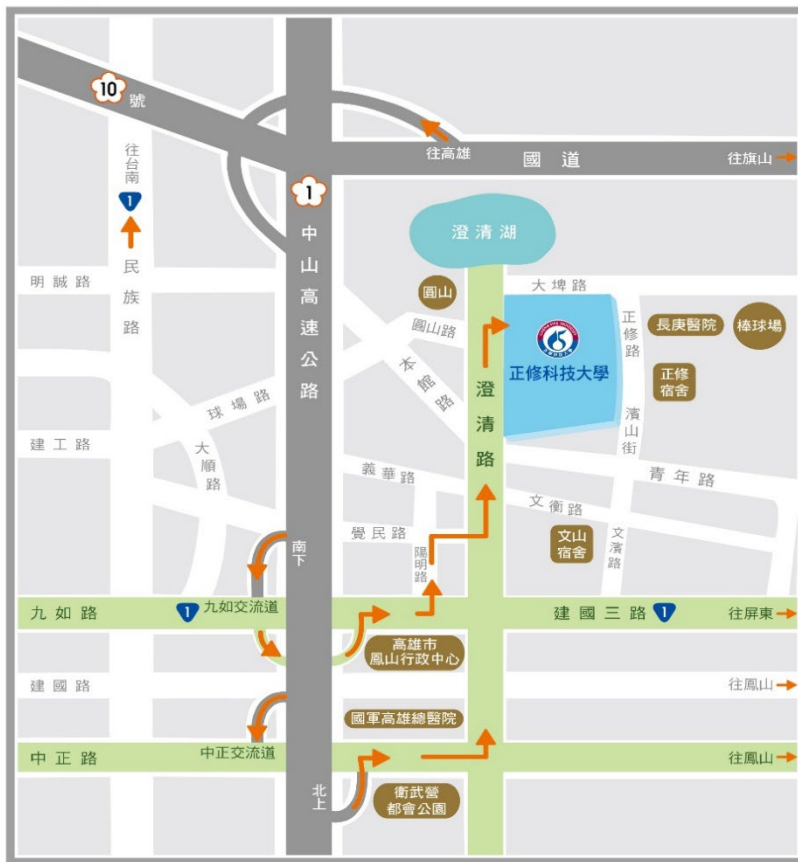 10
號
往高雄
國道
往旗山
往台南
1
民族路
1
中山高速公路
澄清湖
明誠路
圓山
圓山路
本館路
澄清路
大埤路
正修科技大學
正修路
長庚醫院
棒球場
正修
宿舍
濱山街
球場路
建工路
大順路
義華路
青年路
文衡路
覺民路
陽明路
文山
宿舍
文濱路
南下
九如路
1
九如交流道
建國三路
1
往屏東
高雄市
鳳山行政中心
建國路
往鳳山
國軍高雄總醫院
中正路
中正交流道
往鳳山
北上
衛武營
都會公園